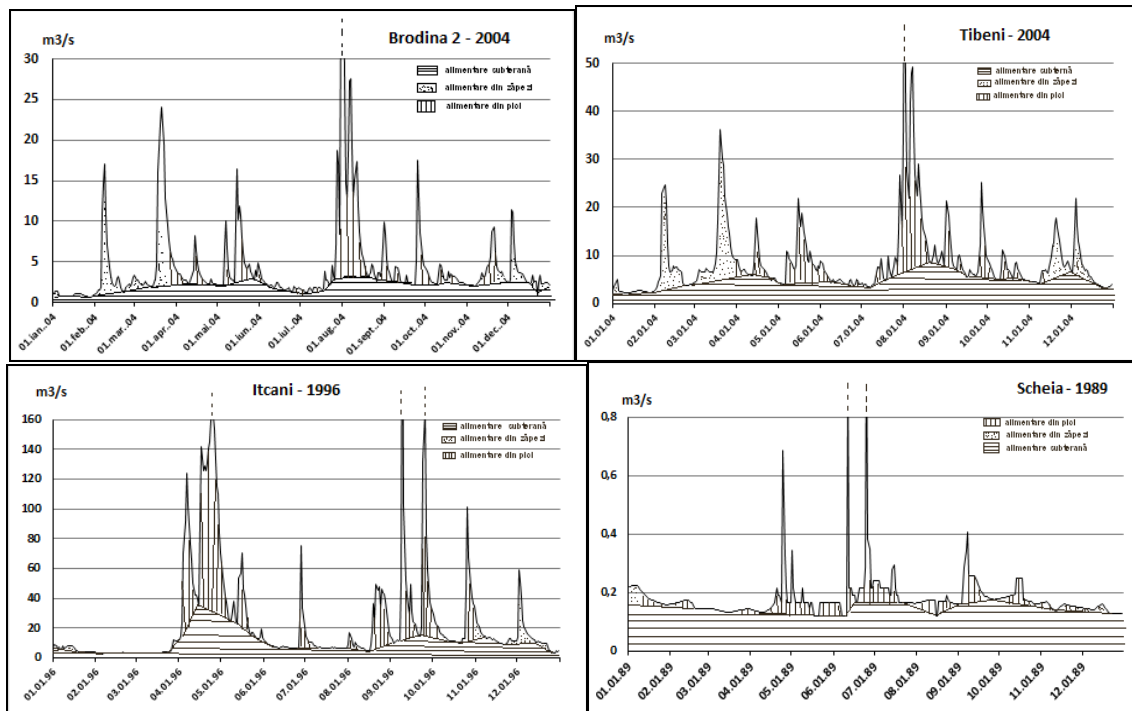 m3/s
Brodina 2 - 2004
30
25
20
15
10
5
0
alimentare subterană
alimentare din zăpezi
alimentare din ploi
01.ian..04
01.feb..04
01.mar..04
01.apr..04
01.mai.04
01.iun..04
01.iul..04
01.aug..04
01.sept..04
01.oct..04
01.nov..04
01.dec..04
m3/s
Tibeni - 2004
50
40
30
20
10
0
alimentare subternă
alimentare din zăpezi
alimentare din ploi
01.01.04
02.01.04
03.01.04
04.01.04
05.01.04
06.01.04
07.01.04
08.01.04
09.01.04
10.01.04
11.01.04
12.01.04
m3/s
Itcani - 1996
160
140
120
100
80
60
40
20
0
alimentare subterană
alimentare din zăpezi
alimentare din ploi
01.01.96
02.01.96
03.01.96
04.01.96
05.01.96
06.01.96
07.01.96
08.01.96
09.01.96
10.01.96
11.01.96
12.01.96
m3/s
Scheia - 1989
0,8
0,6
0,4
0,2
0
alimentare din ploi
alimentare din zăpezi
alimentare subterană
01.01.89
02.01.89
03.01.89
04.01.89
05.01.89
06.01.89
07.01.89
08.01.89
09.01.89
10.01.89
11.01.89
12.01.89